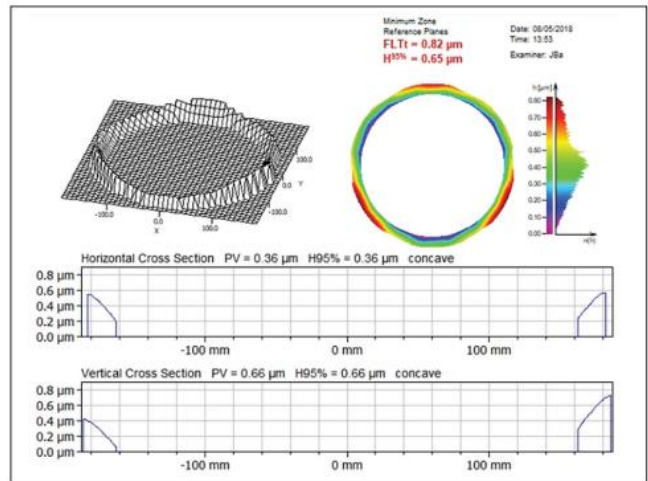 Minimum Zone
Reference Planes
FLTt = 0.82 µm
H95% = 0.65 µm
Date: 08/05/2018
Time: 13:53
Examiner: JBa
h[µm]
0.80
0.70
0.60
0.50
0.40
0.30
0.20
0.10
0.00
n(h)
100.0
Y
0.0
-100.0
-100.0
0.0
X
100.0
Horizontal Cross Section PV = 0.36 µm H95% = 0.36 µm concave
0.8 µm
0.6 µm
0.4 µm
0.2 µm
0.0 µm
-100 mm 0 mm 100 mm
Vertical Cross Section PV = 0.66 µm H95% = 0.66 µm concave
0.8 µm
0.6 µm
0.4 µm
0.2 µm
0.0 µm
-100 mm 0 mm 100 mm